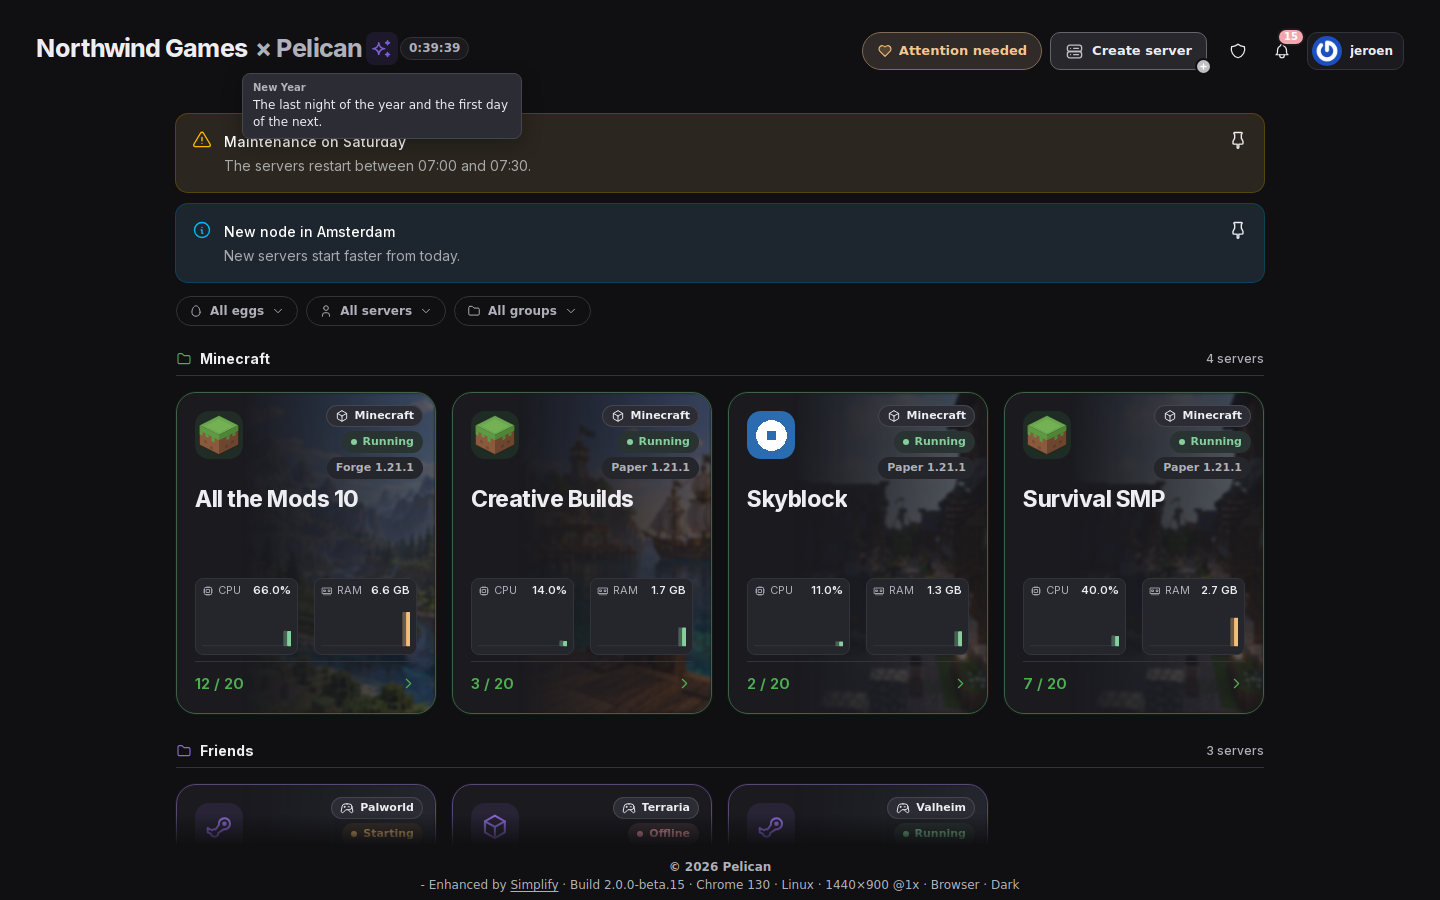 Northwind Games × Pelican
0:39:39
Attention needed
Create server
15
jeroen
New Year
The last night of the year and the first day
of the next.
Maintenance on Saturday
The servers restart between 07:00 and 07:30.
New node in Amsterdam
New servers start faster from today.
All eggs
All servers
All groups
Minecraft
4 servers
Minecraft
Running
Forge 1.21.1
All the Mods 10
CPU 66.0%
RAM 6.6 GB
12 / 20
Minecraft
Running
Paper 1.21.1
Creative Builds
CPU 14.0%
RAM 1.7 GB
3 / 20
Minecraft
Running
Paper 1.21.1
Skyblock
CPU 11.0%
RAM 1.3 GB
2 / 20
Minecraft
Running
Paper 1.21.1
Survival SMP
CPU 40.0%
RAM 2.7 GB
7 / 20
Friends
3 servers
Palworld
Starting
Terraria
Offline
Valheim
Running
© 2026 Pelican
- Enhanced by Simplify · Build 2.0.0-beta.15 · Chrome 130 · Linux · 1440×900 @1x · Browser · Dark